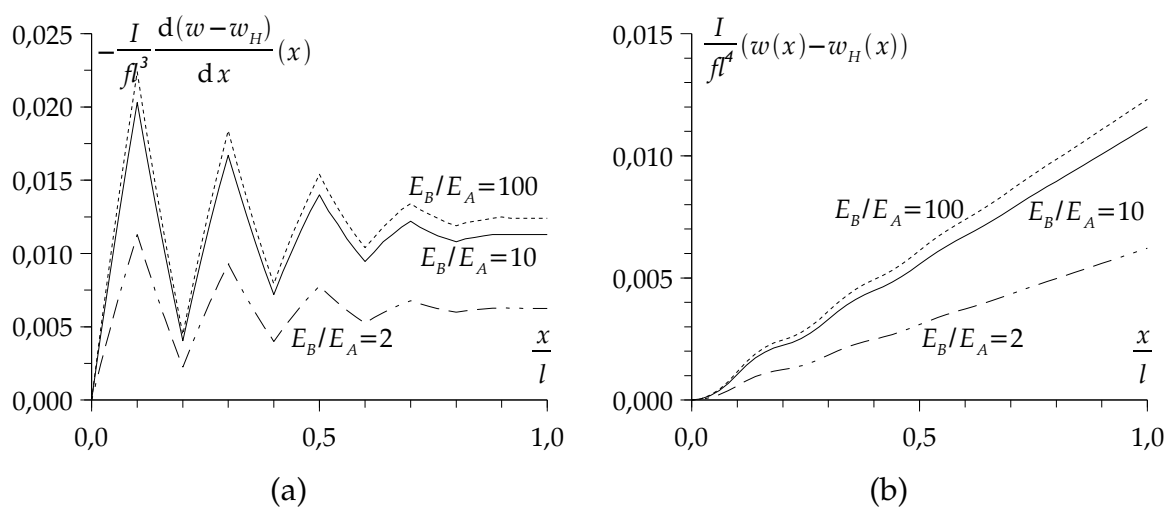 0,025
0,020
0,015
0,010
0,005
0,000
0,0
0,5
1,0
− I/fl³ d(w−w_H)/dx (x)
E_B/E_A=100
E_B/E_A=10
E_B/E_A=2
x/l
(a)
0,015
0,010
0,005
0,000
0,0
0,5
1,0
I/fl⁴ (w(x)−w_H(x))
E_B/E_A=100
E_B/E_A=10
E_B/E_A=2
x/l
(b)